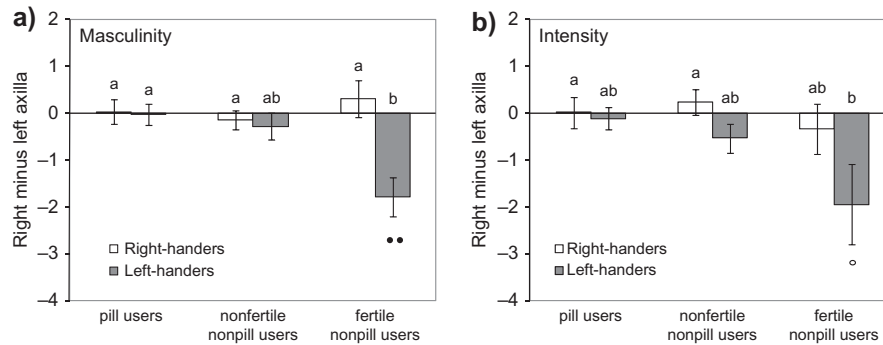 a)
Masculinity
Right minus left axilla
2
1
0
–1
–2
–3
–4
a
a
a
ab
a
b
Right-handers
Left-handers
pill users
nonfertile
nonpill users
fertile
nonpill users
b)
Intensity
Right minus left axilla
2
1
0
–1
–2
–3
–4
a
ab
a
ab
ab
b
Right-handers
Left-handers
pill users
nonfertile
nonpill users
fertile
nonpill users